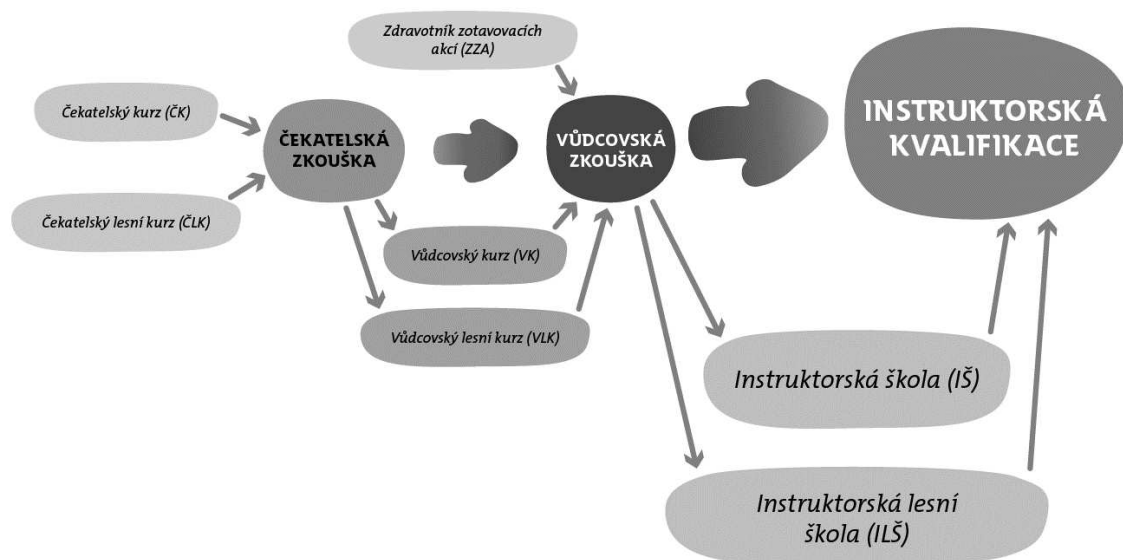 Zdravotník zotavovacích
akcí (ZZA)
Čekatelský kurz (ČK)
Čekatelský lesní kurz (ČLK)
ČEKATELSKÁ
ZKOUŠKA
VŮDCOVSKÁ
ZKOUŠKA
INSTRUKTORSKÁ
KVALIFIKACE
Vůdcovský kurz (VK)
Vůdcovský lesní kurz (VLK)
Instruktorská škola (IŠ)
Instruktorská lesní
škola (ILŠ)